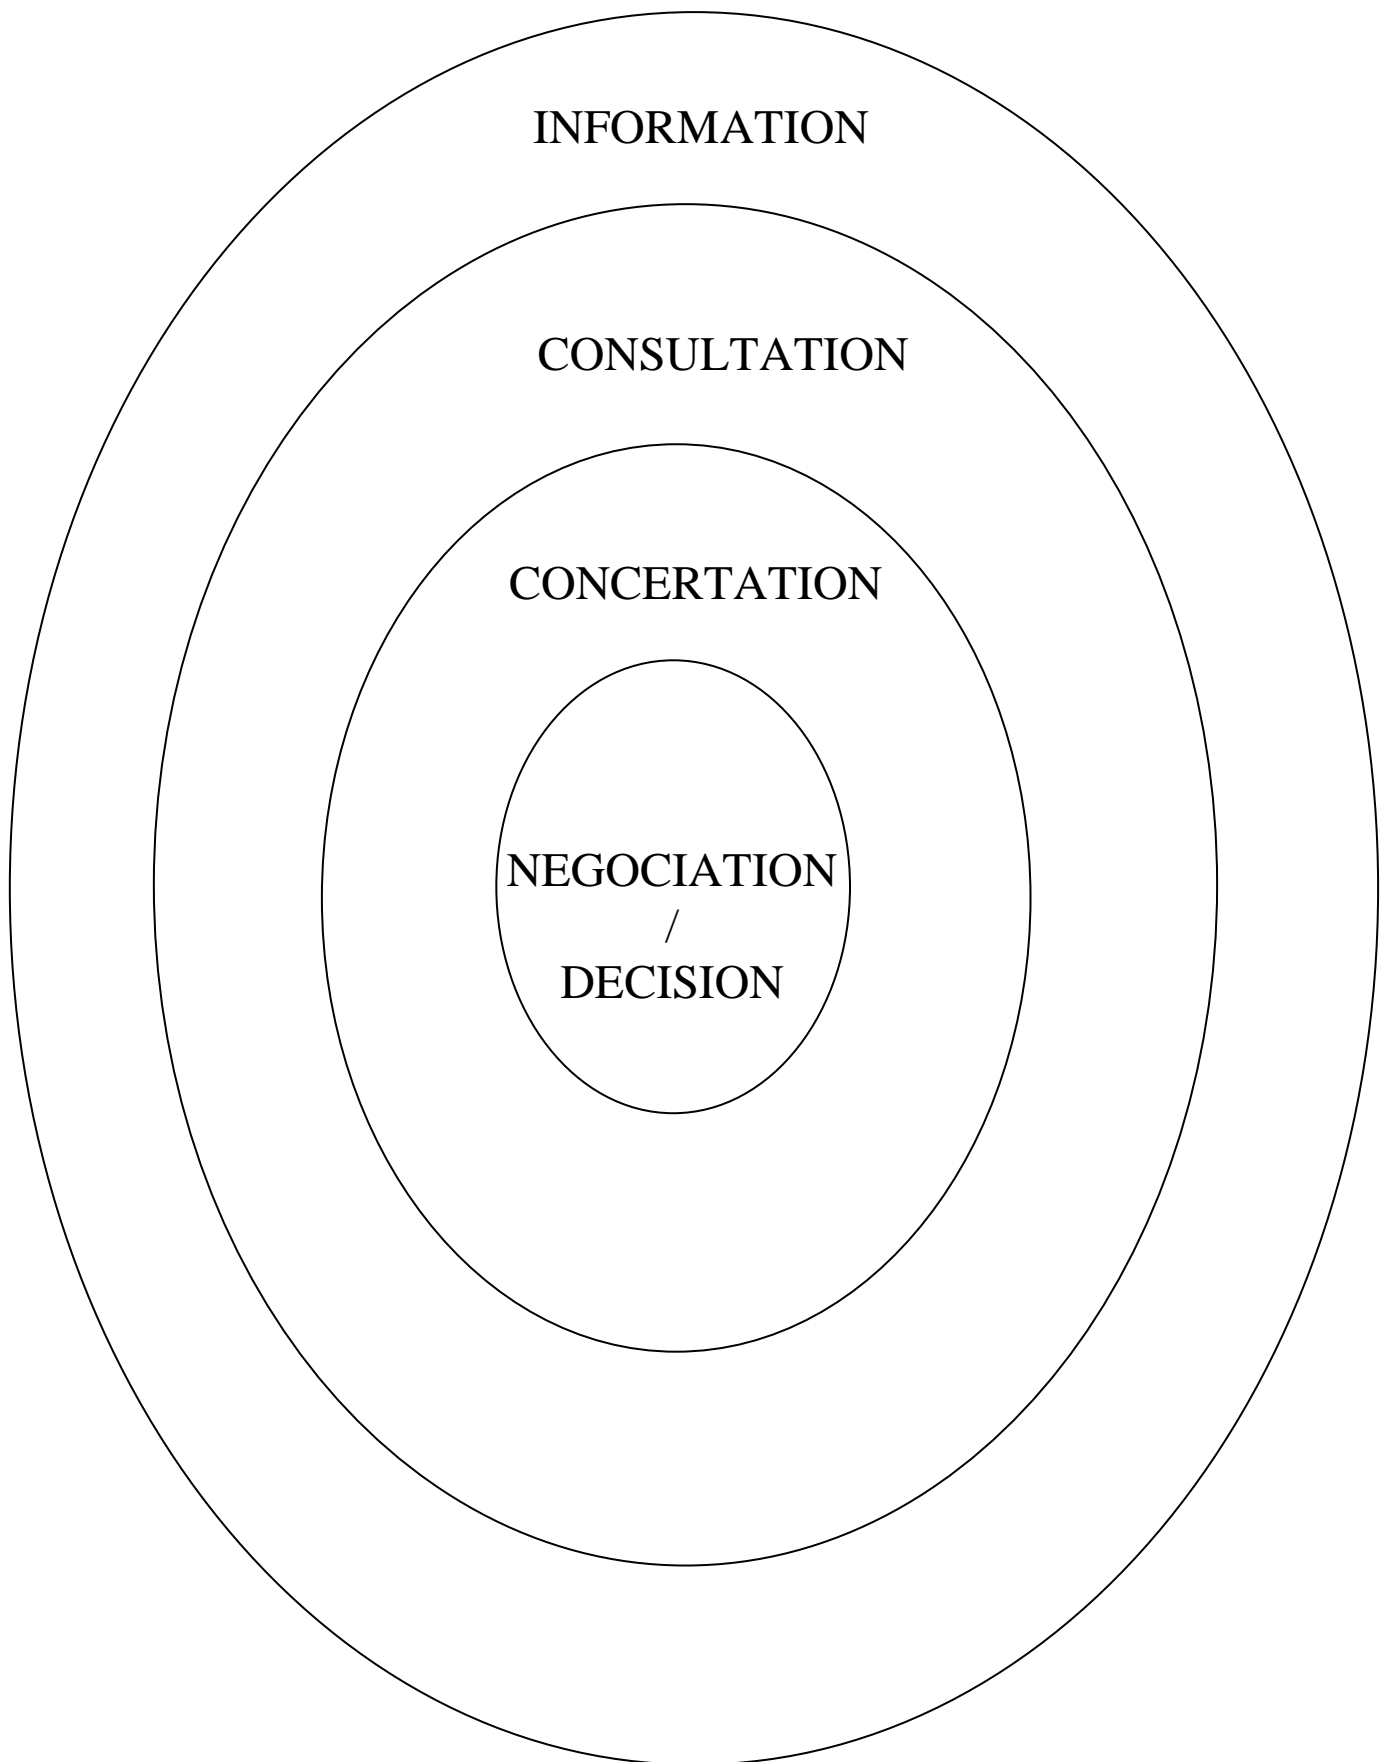 INFORMATION
CONSULTATION
CONCERTATION
NEGOCIATION
/
DECISION